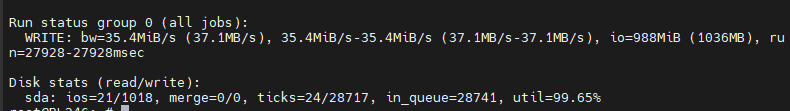 Run status group 0 (all jobs):
WRITE: bw=35.4MiB/s (37.1MB/s), 35.4MiB/s-35.4MiB/s (37.1MB/s-37.1MB/s), io=988MiB (1036MB), ru
n=27928-27928msec
Disk stats (read/write):
sda: ios=21/1018, merge=0/0, ticks=24/28717, in_queue=28741, util=99.65%